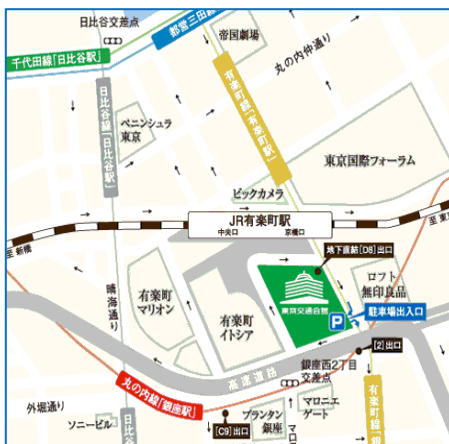 日比谷交差点
都営三田線
帝国劇場
千代田線「日比谷駅」
丸の内仲通り
日比谷線「日比谷駅」
有楽町線「有楽町駅」
ペニンシュラ
東京
東京国際フォーラム
ビックカメラ
JR有楽町駅
中央口
京橋口
至 新橋
至 東
地下直結[D8]出口
晴海通り
有楽町
マリオン
有楽町
イトシア
東京交通会館
ロフト
無印良品
P
駐車場出入口
[2]出口
高速道路
銀座西2丁目
交差点
丸の内線「銀座駅」
外堀通り
ソニービル
日比谷
[C9]出口
プランタン
銀座
マロニエ
ゲート
マロ
有楽町線「銀